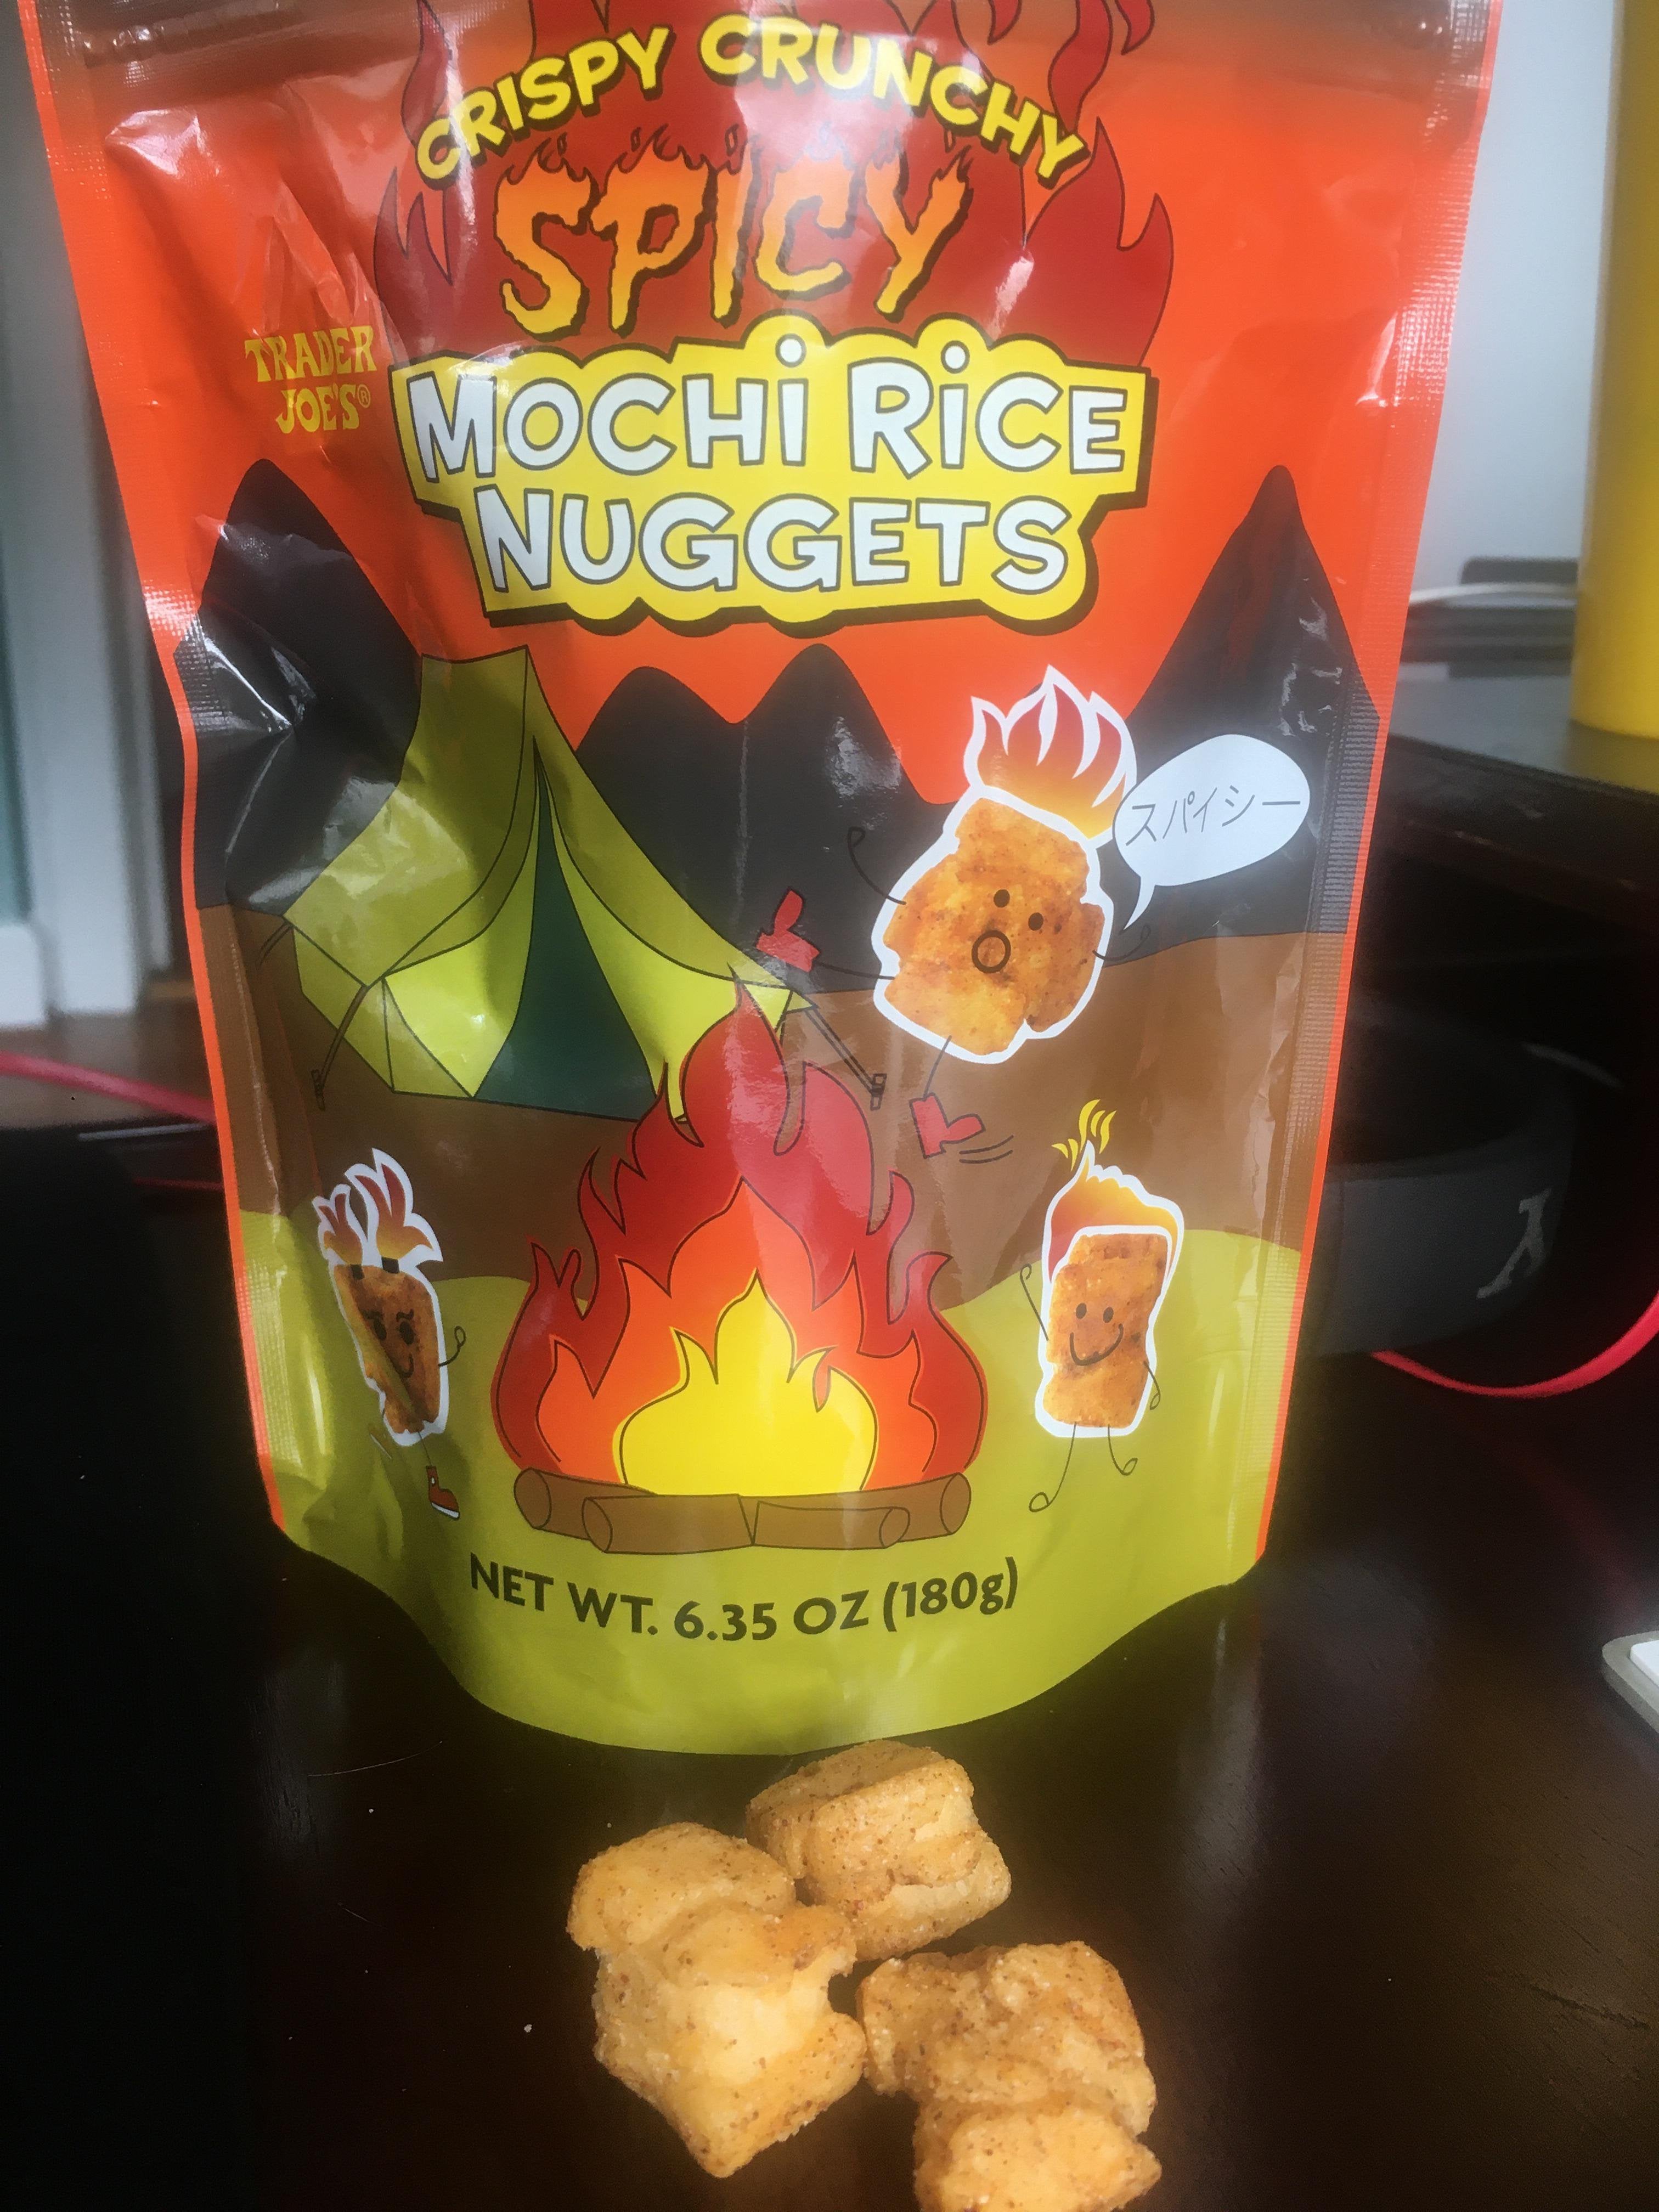 CRISPY CRUNCHY
SPICY
TRADER
JOE'S®
MOCHI RICE
NUGGETS
スパイシー
NET WT. 6.35 OZ (180g)